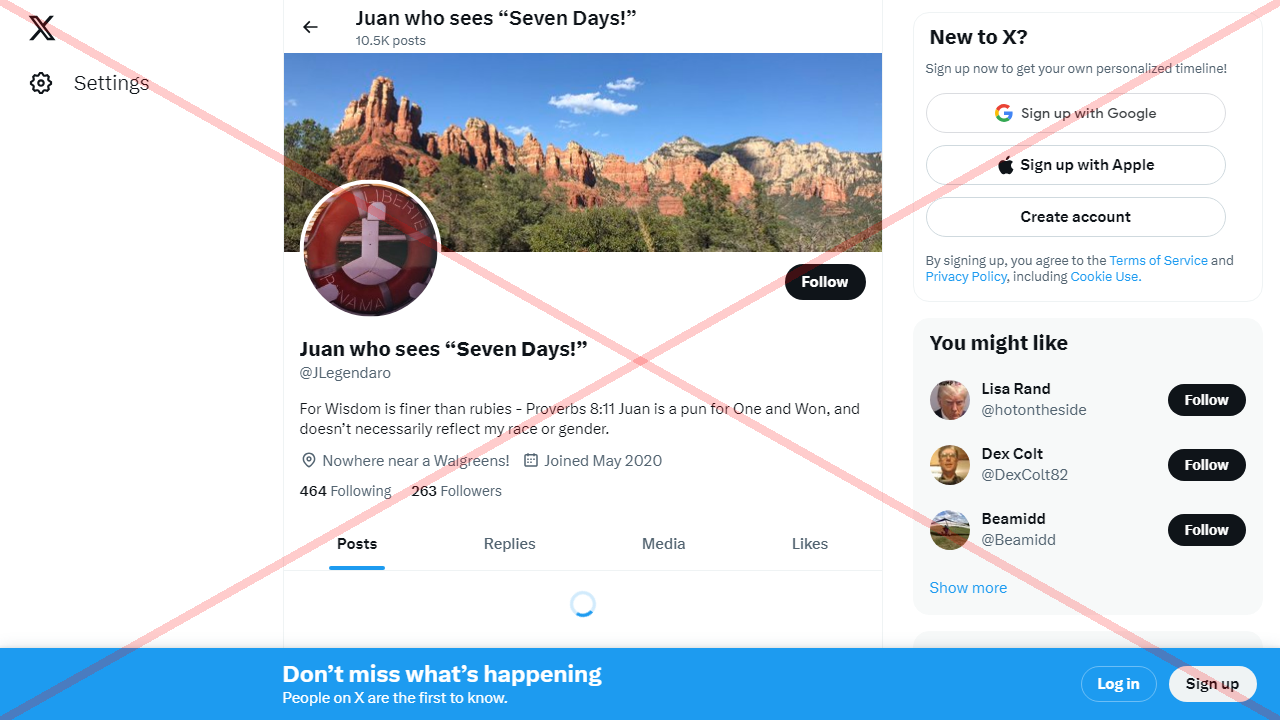 Settings
Juan who sees “Seven Days!”
10.5K posts
LIBERTE
PANAMA
Follow
Juan who sees “Seven Days!”
@JLegendaro
For Wisdom is finer than rubies - Proverbs 8:11 Juan is a pun for One and Won, and
doesn’t necessarily reflect my race or gender.
Nowhere near a Walgreens! Joined May 2020
464 Following 263 Followers
Posts Replies Media Likes
New to X?
Sign up now to get your own personalized timeline!
Sign up with Google
Sign up with Apple
Create account
By signing up, you agree to the Terms of Service and
Privacy Policy, including Cookie Use.
You might like
Lisa Rand
@hotontheside
Follow
Dex Colt
@DexColt82
Follow
Beamidd
@Beamidd
Follow
Show more
Don’t miss what’s happening
People on X are the first to know.
Log in Sign up